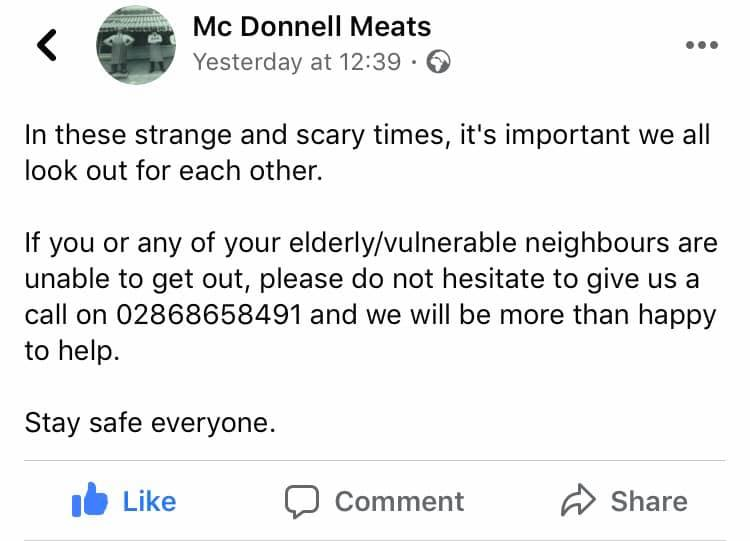 Mc Donnell Meats
Yesterday at 12:39 ·
In these strange and scary times, it's important we all
look out for each other.
If you or any of your elderly/vulnerable neighbours are
unable to get out, please do not hesitate to give us a
call on 02868658491 and we will be more than happy
to help.
Stay safe everyone.
Like
Comment
Share